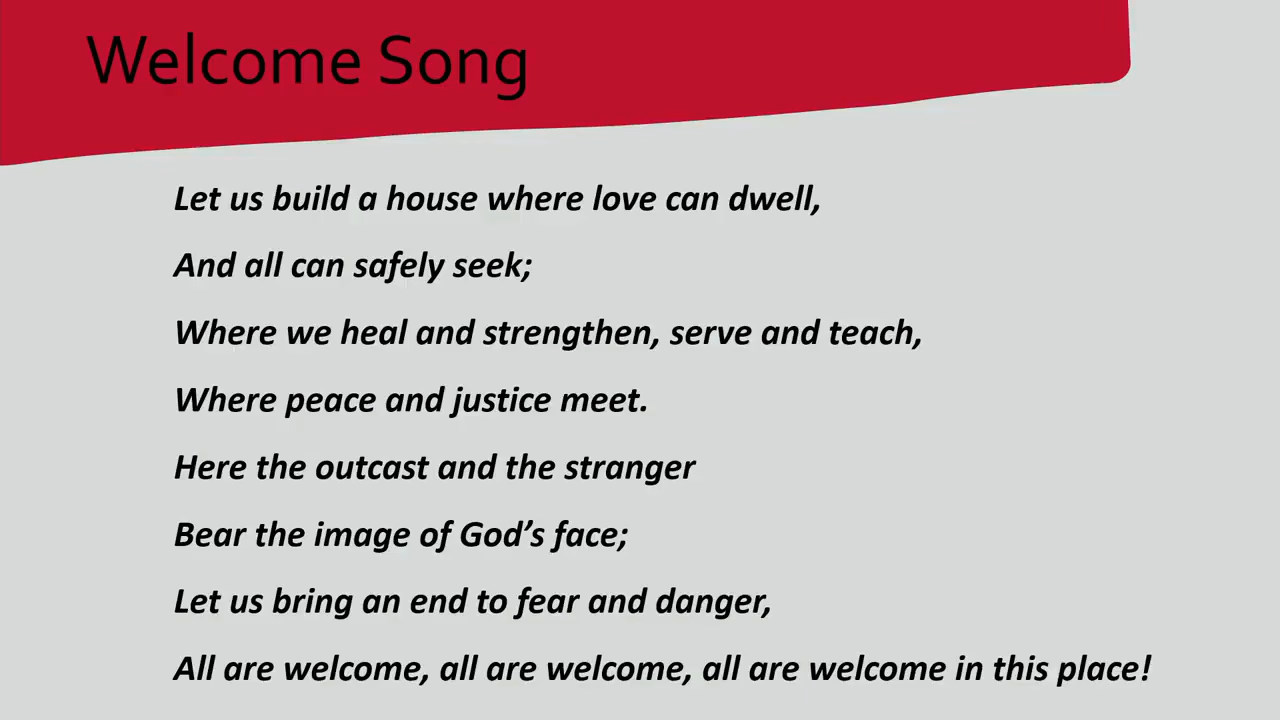 Welcome Song
Let us build a house where love can dwell,
And all can safely seek;
Where we heal and strengthen, serve and teach,
Where peace and justice meet.
Here the outcast and the stranger
Bear the image of God’s face;
Let us bring an end to fear and danger,
All are welcome, all are welcome, all are welcome in this place!